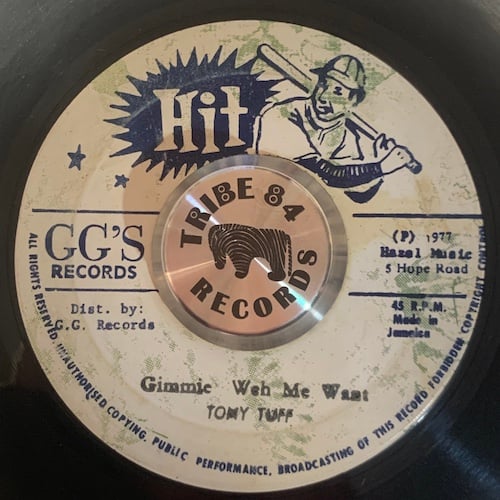 Hit
TRIBE 84
RECORDS
GG'S
RECORDS
Dist. by:
G.G. Records
(P) 1977
Hazel Music
5 Hope Road
45 R.P.M.
Made in
Jamaica
Gimmie Weh Me Want
TONY TUFF
ALL RIGHTS RESERVED UNAUTHORISED COPYING, PUBLIC PERFORMANCE, BROADCASTING OF THIS RECORD FORBIDDEN COPYRIGHT CONTROL